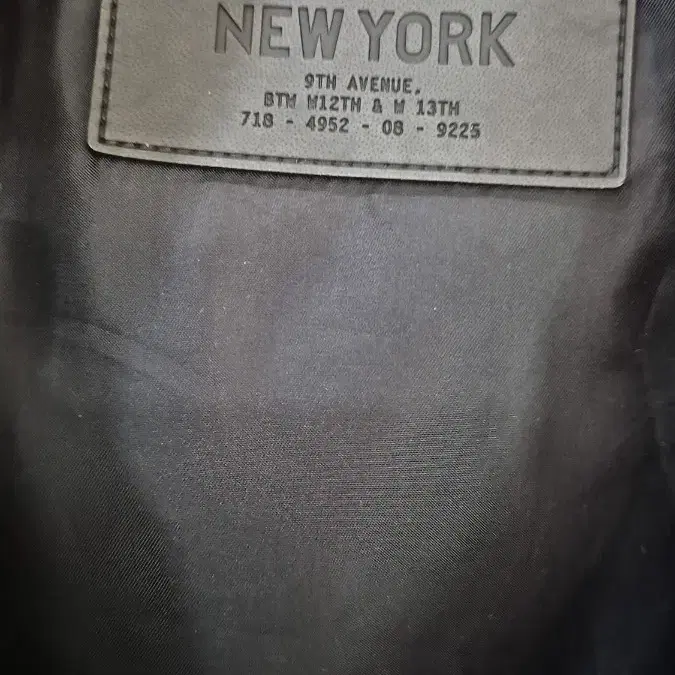 NEW YORK
9TH AVENUE.
BTW W12TH & W 13TH
718 - 4952 - 08 - 9225